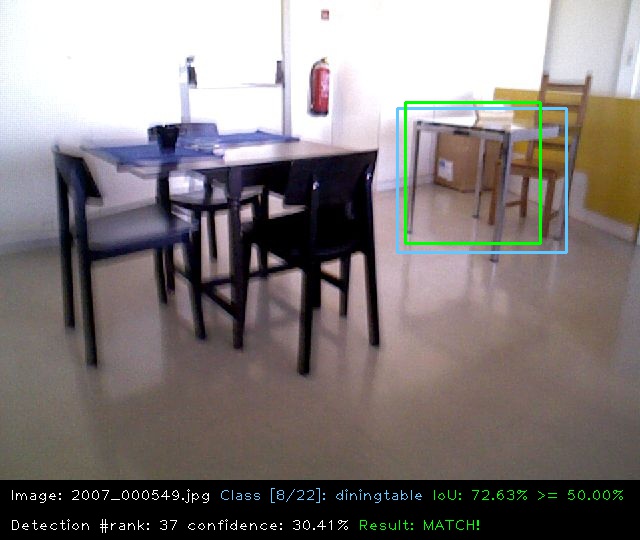 Image: 2007_000549.jpg Class [8/22]: diningtable IoU: 72.63% >= 50.00%
Detection #rank: 37 confidence: 30.41% Result: MATCH!